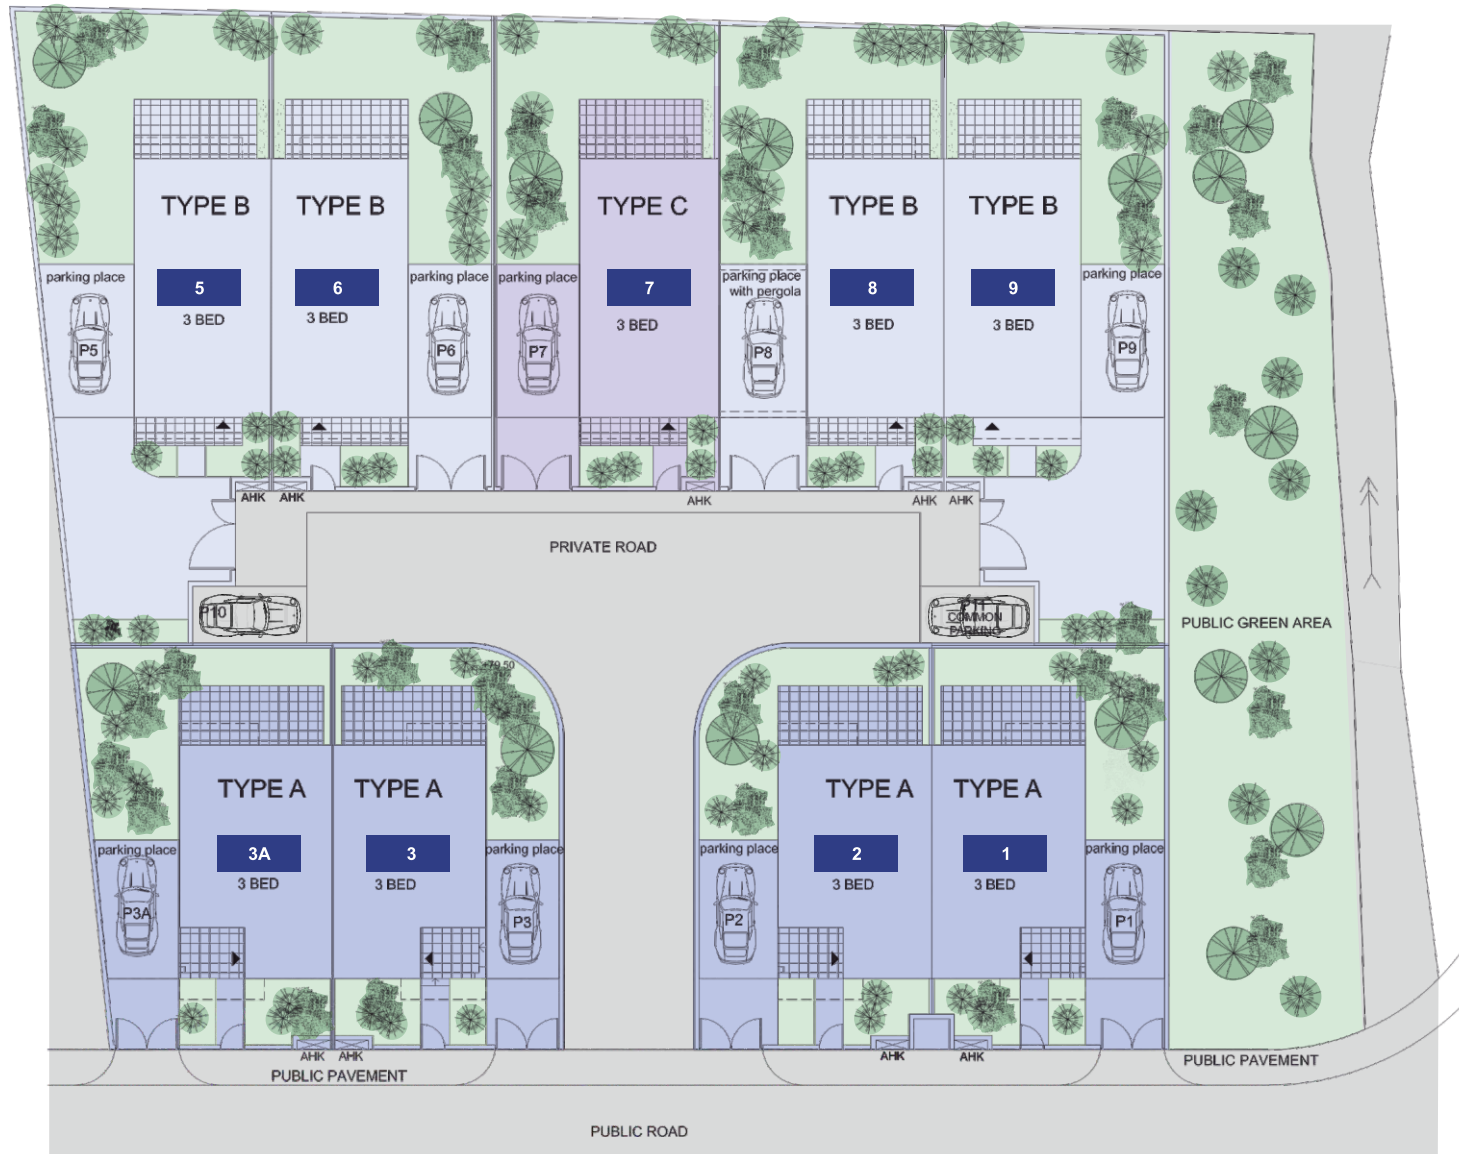 TYPE B
TYPE B
TYPE C
TYPE B
TYPE B
parking place
5
6
parking place
parking place
7
parking place
with pergola
8
9
parking place
3 BED
3 BED
3 BED
3 BED
3 BED
P5
P6
P7
P8
P9
AHK
AHK
AHK
AHK
AHK
PRIVATE ROAD
P10
P11
COMMON
PARKING
PUBLIC GREEN AREA
+79.50
TYPE A
TYPE A
TYPE A
TYPE A
parking place
3A
3
parking place
parking place
2
1
parking place
3 BED
3 BED
3 BED
3 BED
P3A
P3
P2
P1
AHK
AHK
AHK
AHK
PUBLIC PAVEMENT
PUBLIC PAVEMENT
PUBLIC ROAD